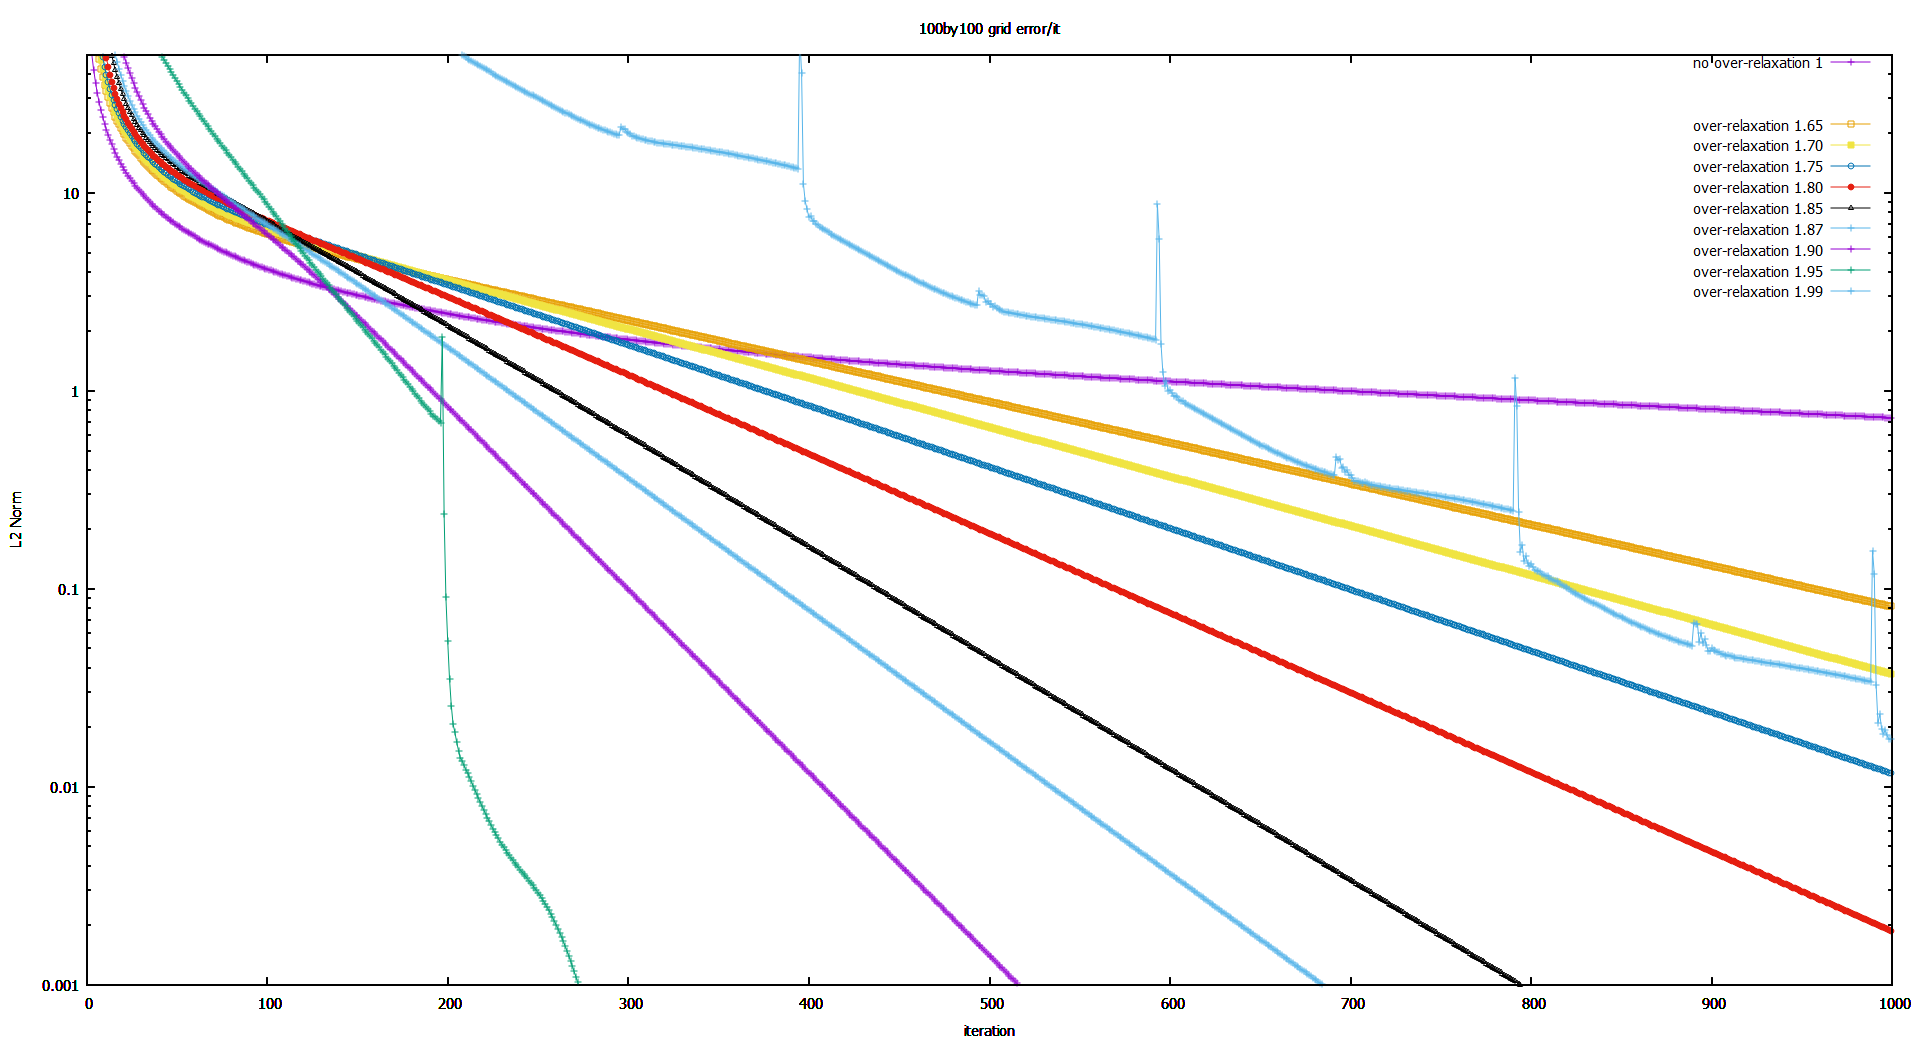 100by100 grid error/it
no over-relaxation 1
over-relaxation 1.65
over-relaxation 1.70
over-relaxation 1.75
over-relaxation 1.80
over-relaxation 1.85
over-relaxation 1.87
over-relaxation 1.90
over-relaxation 1.95
over-relaxation 1.99
10
1
0.1
0.01
0.001
L2 Norm
0 100 200 300 400 500 600 700 800 900 1000
iteration